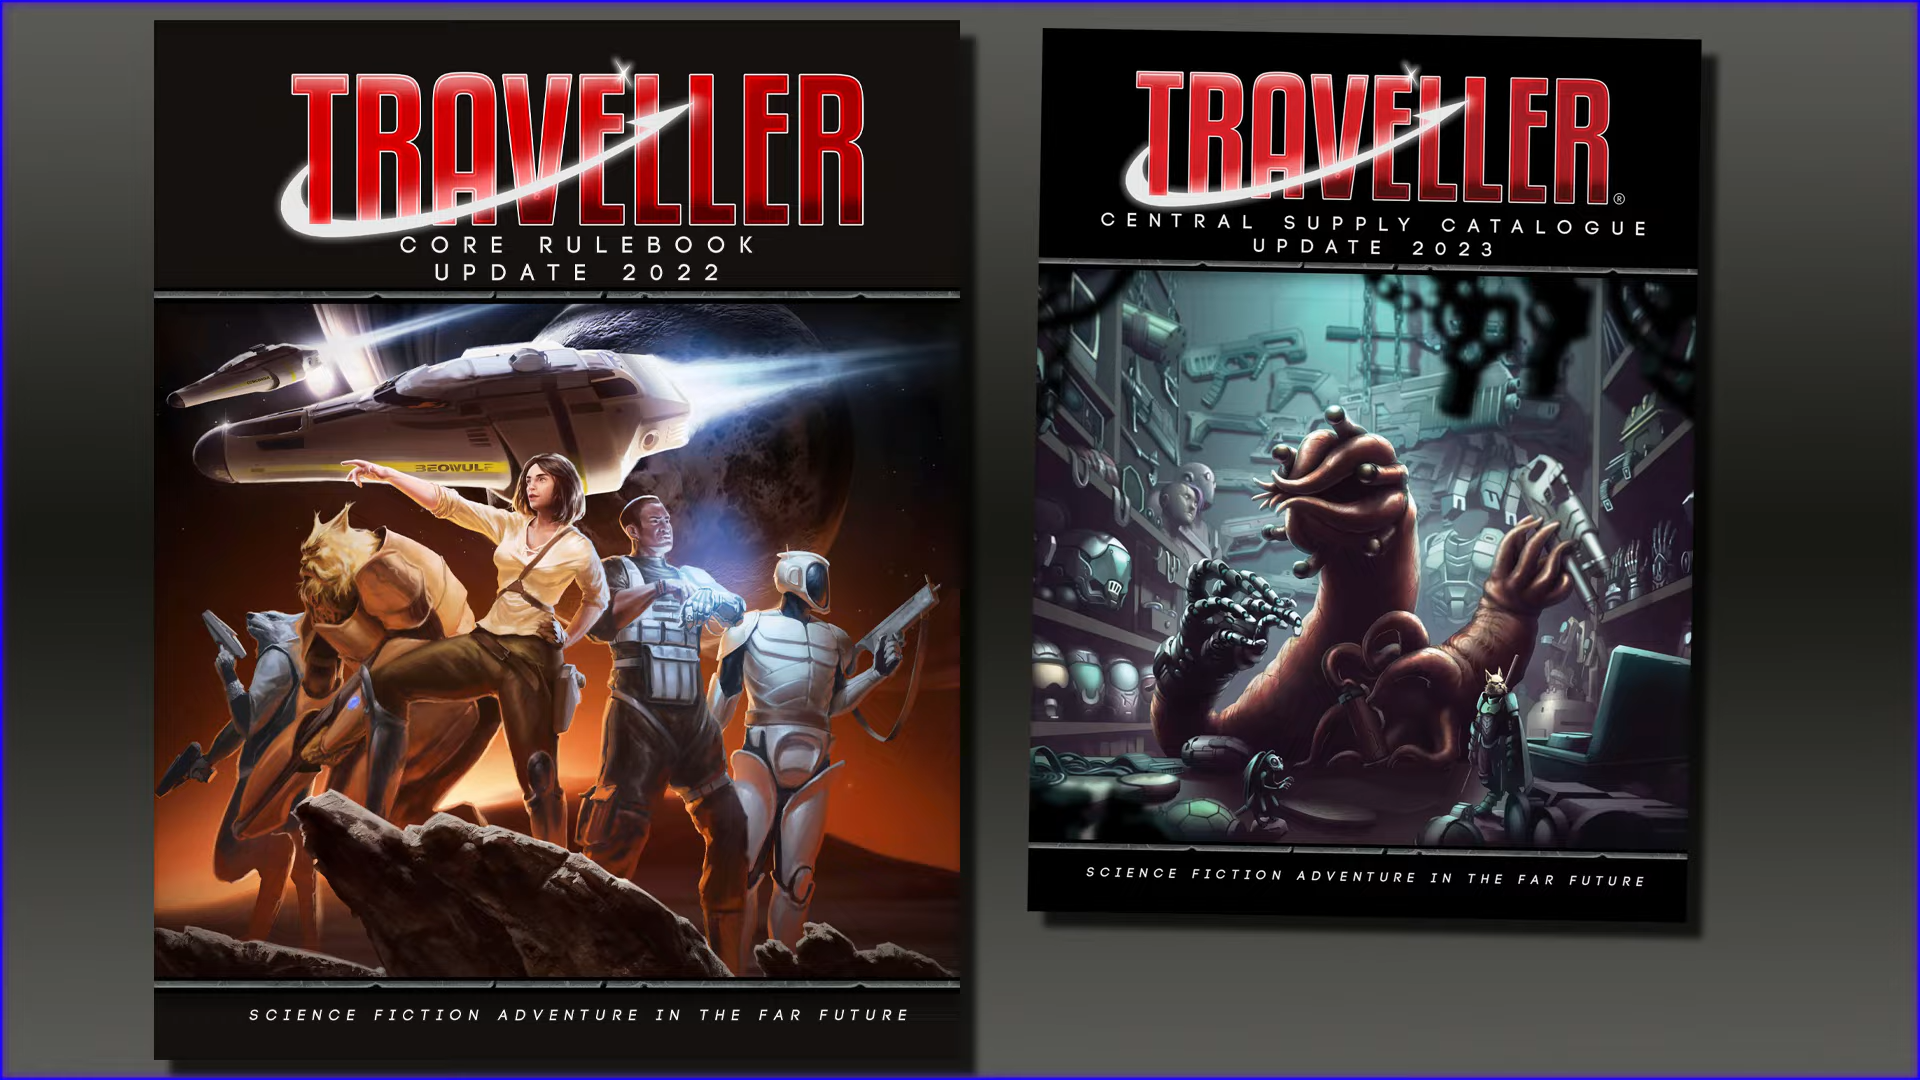 TRAVELLER
CORE RULEBOOK
UPDATE 2022
BEOWULF
SCIENCE FICTION ADVENTURE IN THE FAR FUTURE
TRAVELLER®
CENTRAL SUPPLY CATALOGUE
UPDATE 2023
SCIENCE FICTION ADVENTURE IN THE FAR FUTURE